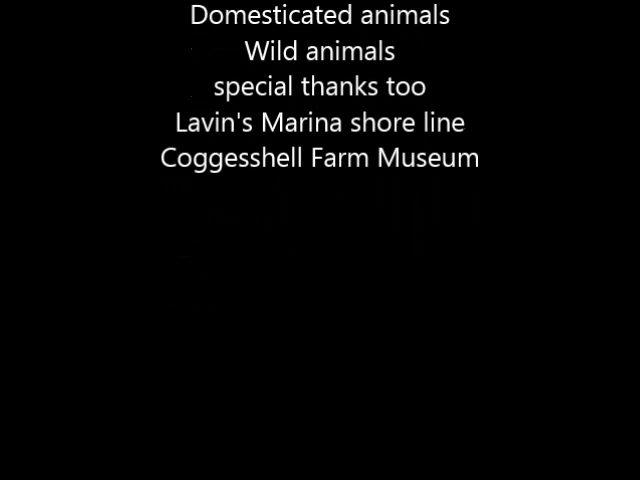 Domesticated animals
Wild animals
special thanks too
Lavin's Marina shore line
Coggesshell Farm Museum